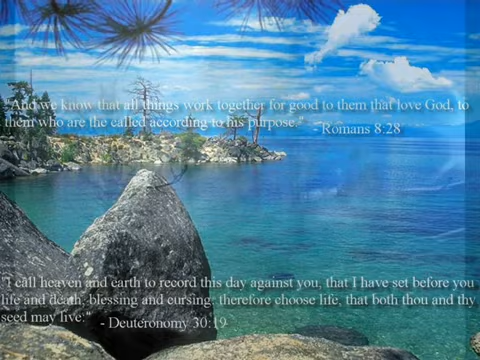 "And we know that all things work together for good to them that love God, to
them who are the called according to his purpose." - Romans 8:28
"I call heaven and earth to record this day against you, that I have set before you
life and death, blessing and cursing: therefore choose life, that both thou and thy
seed may live:" - Deuteronomy 30:19